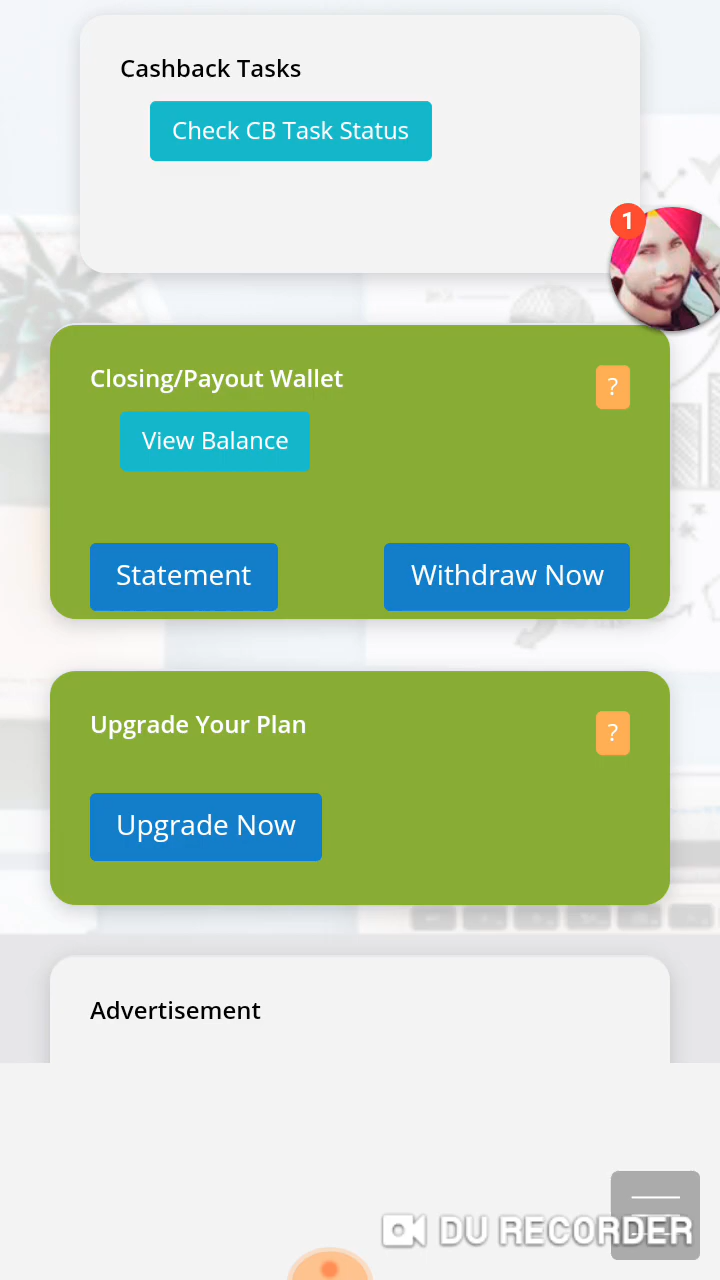 Cashback Tasks
Check CB Task Status
1
Closing/Payout Wallet
?
View Balance
Statement
Withdraw Now
Upgrade Your Plan
?
Upgrade Now
Advertisement
DU RECORDER